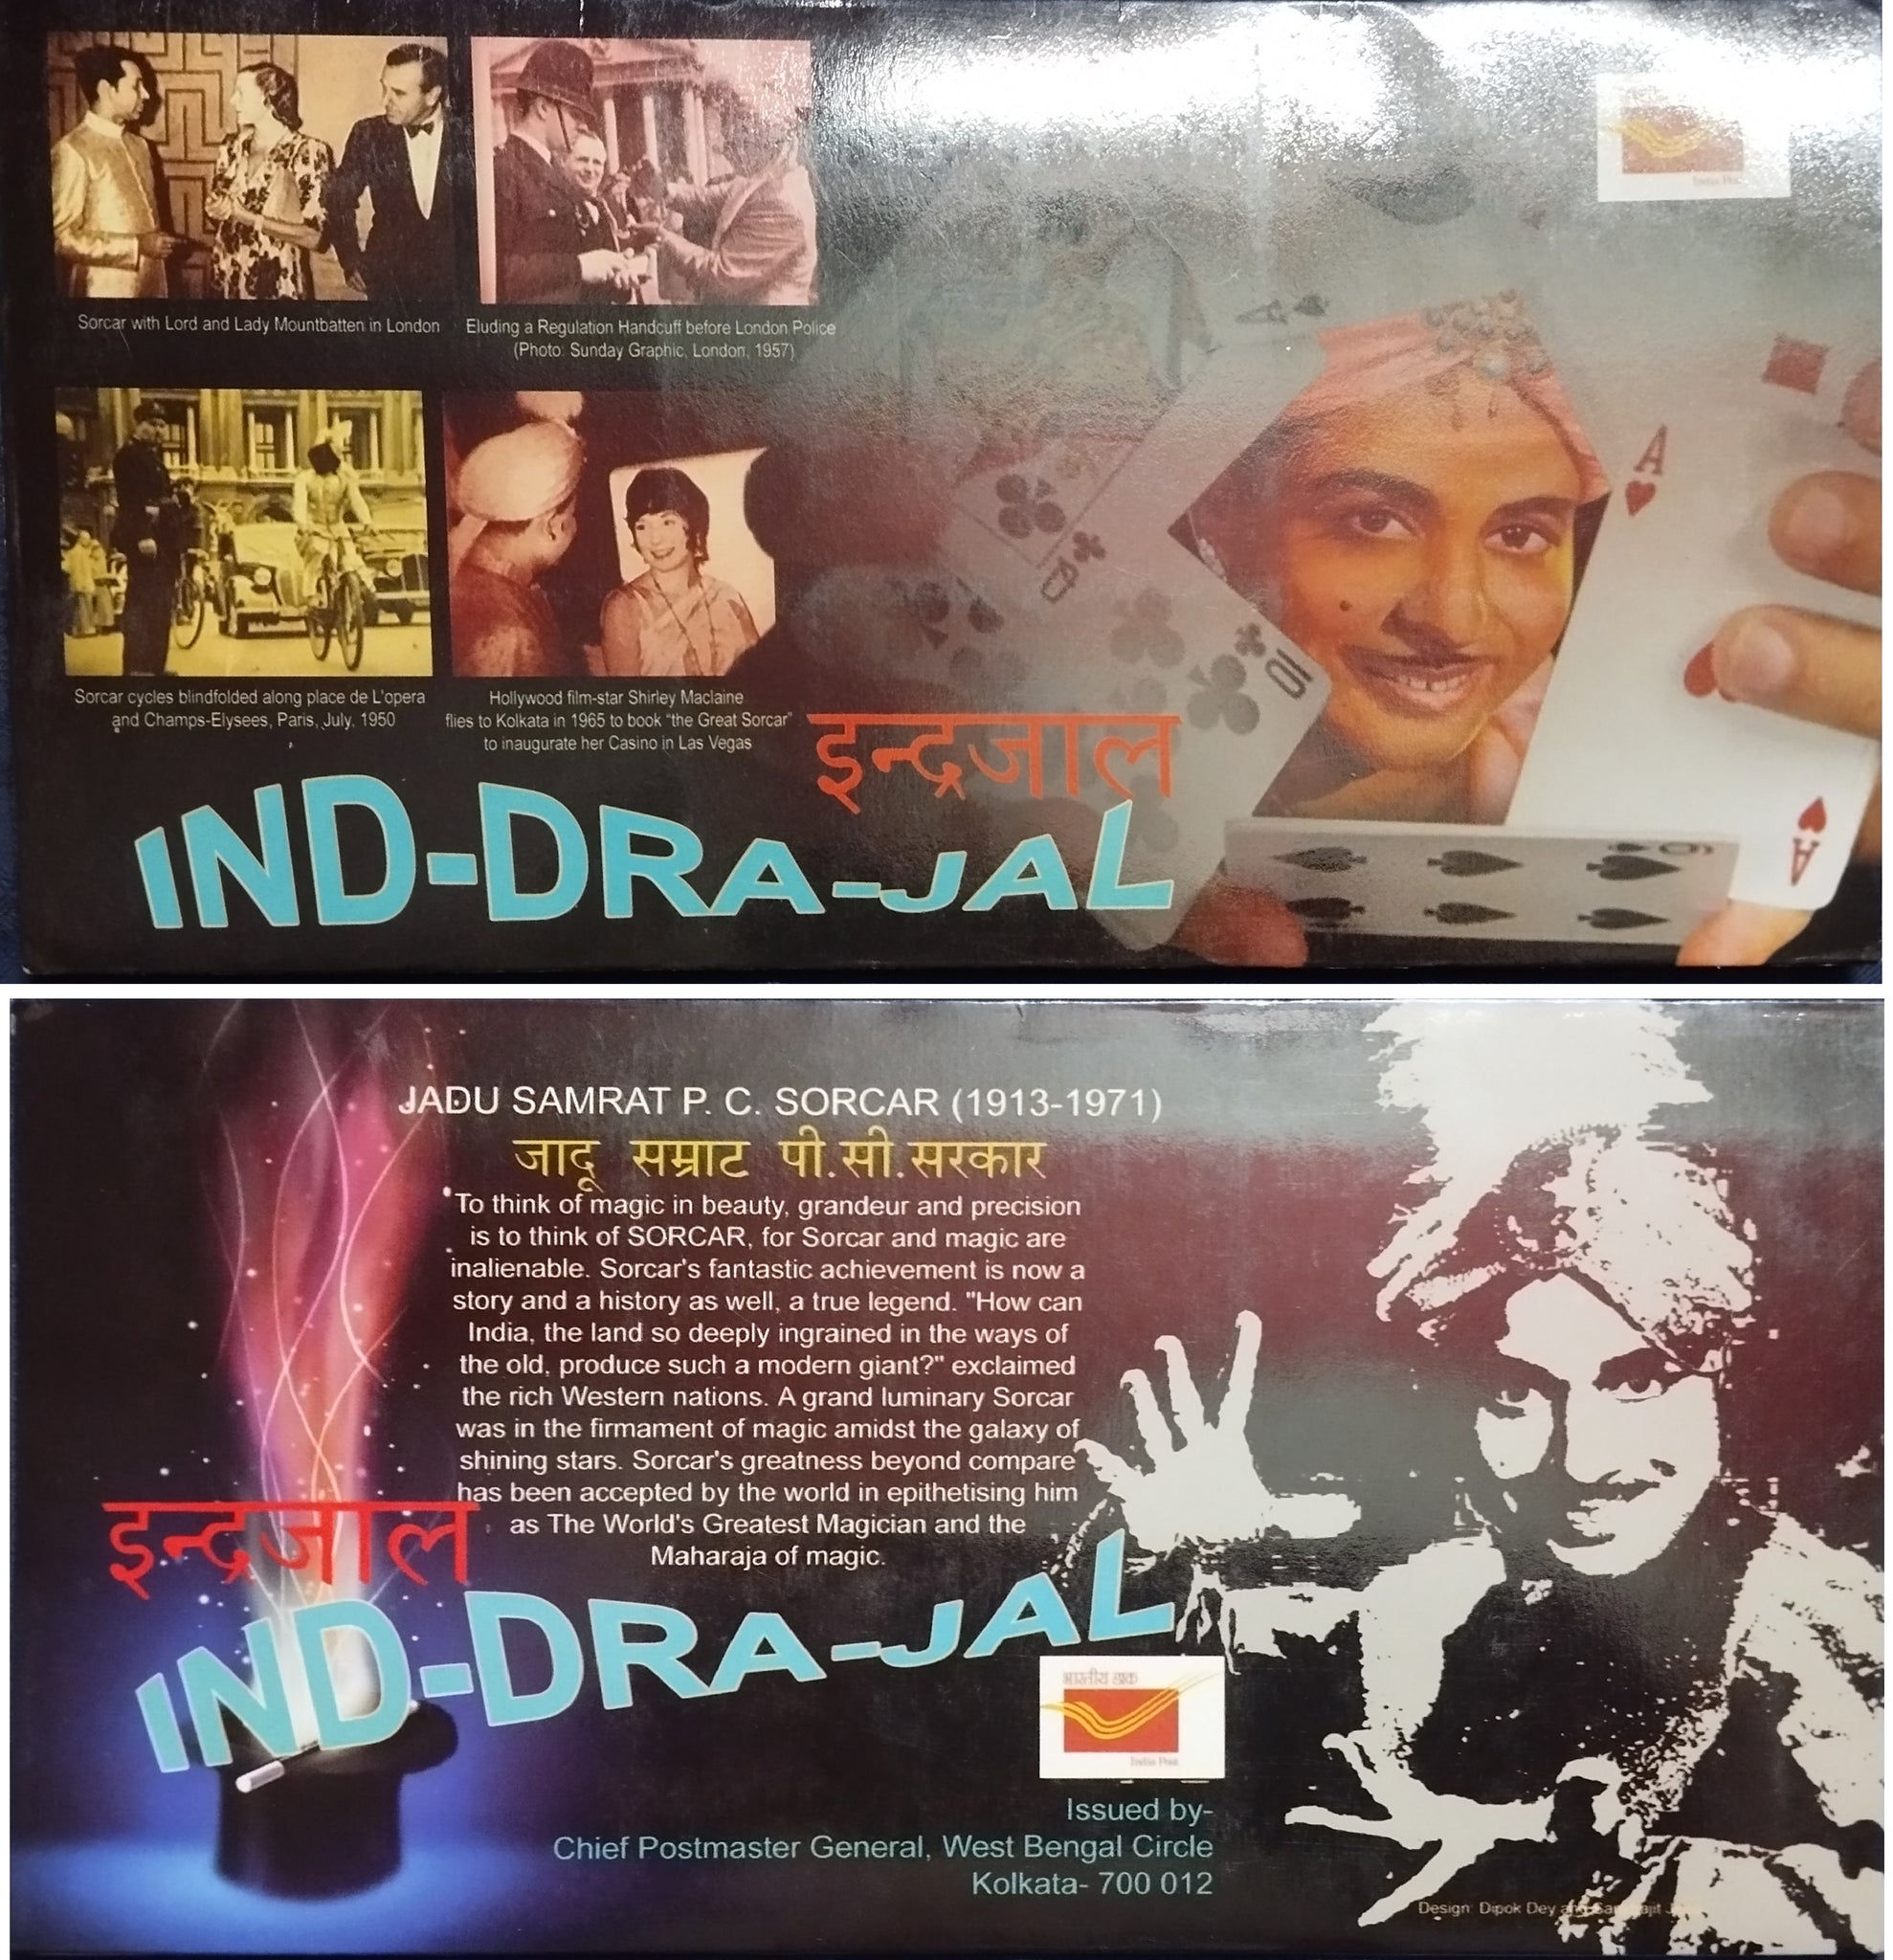 India Post
Sorcar with Lord and Lady Mountbatten in London
Eluding a Regulation Handcuff before London Police
(Photo: Sunday Graphic, London, 1957)
Sorcar cycles blindfolded along place de L'opera
and Champs-Elysees, Paris, July, 1950
Hollywood film-star Shirley Maclaine
flies to Kolkata in 1965 to book "the Great Sorcar"
to inaugurate her Casino in Las Vegas
A
A
10
इन्द्रजाल
IND-DRA-JAL
JADU SAMRAT P. C. SORCAR (1913-1971)
जादू सम्राट पी.सी.सरकार
To think of magic in beauty, grandeur and precision
is to think of SORCAR, for Sorcar and magic are
inalienable. Sorcar's fantastic achievement is now a
story and a history as well, a true legend. "How can
India, the land so deeply ingrained in the ways of
the old, produce such a modern giant?" exclaimed
the rich Western nations. A grand luminary Sorcar
was in the firmament of magic amidst the galaxy of
shining stars. Sorcar's greatness beyond compare
has been accepted by the world in epithetising him
as The World's Greatest Magician and the
Maharaja of magic.
इन्द्रजाल
IND-DRA-JAL
भारतीय डाक
India Post
Issued by-
Chief Postmaster General, West Bengal Circle
Kolkata- 700 012
Design: Dipok Dey and